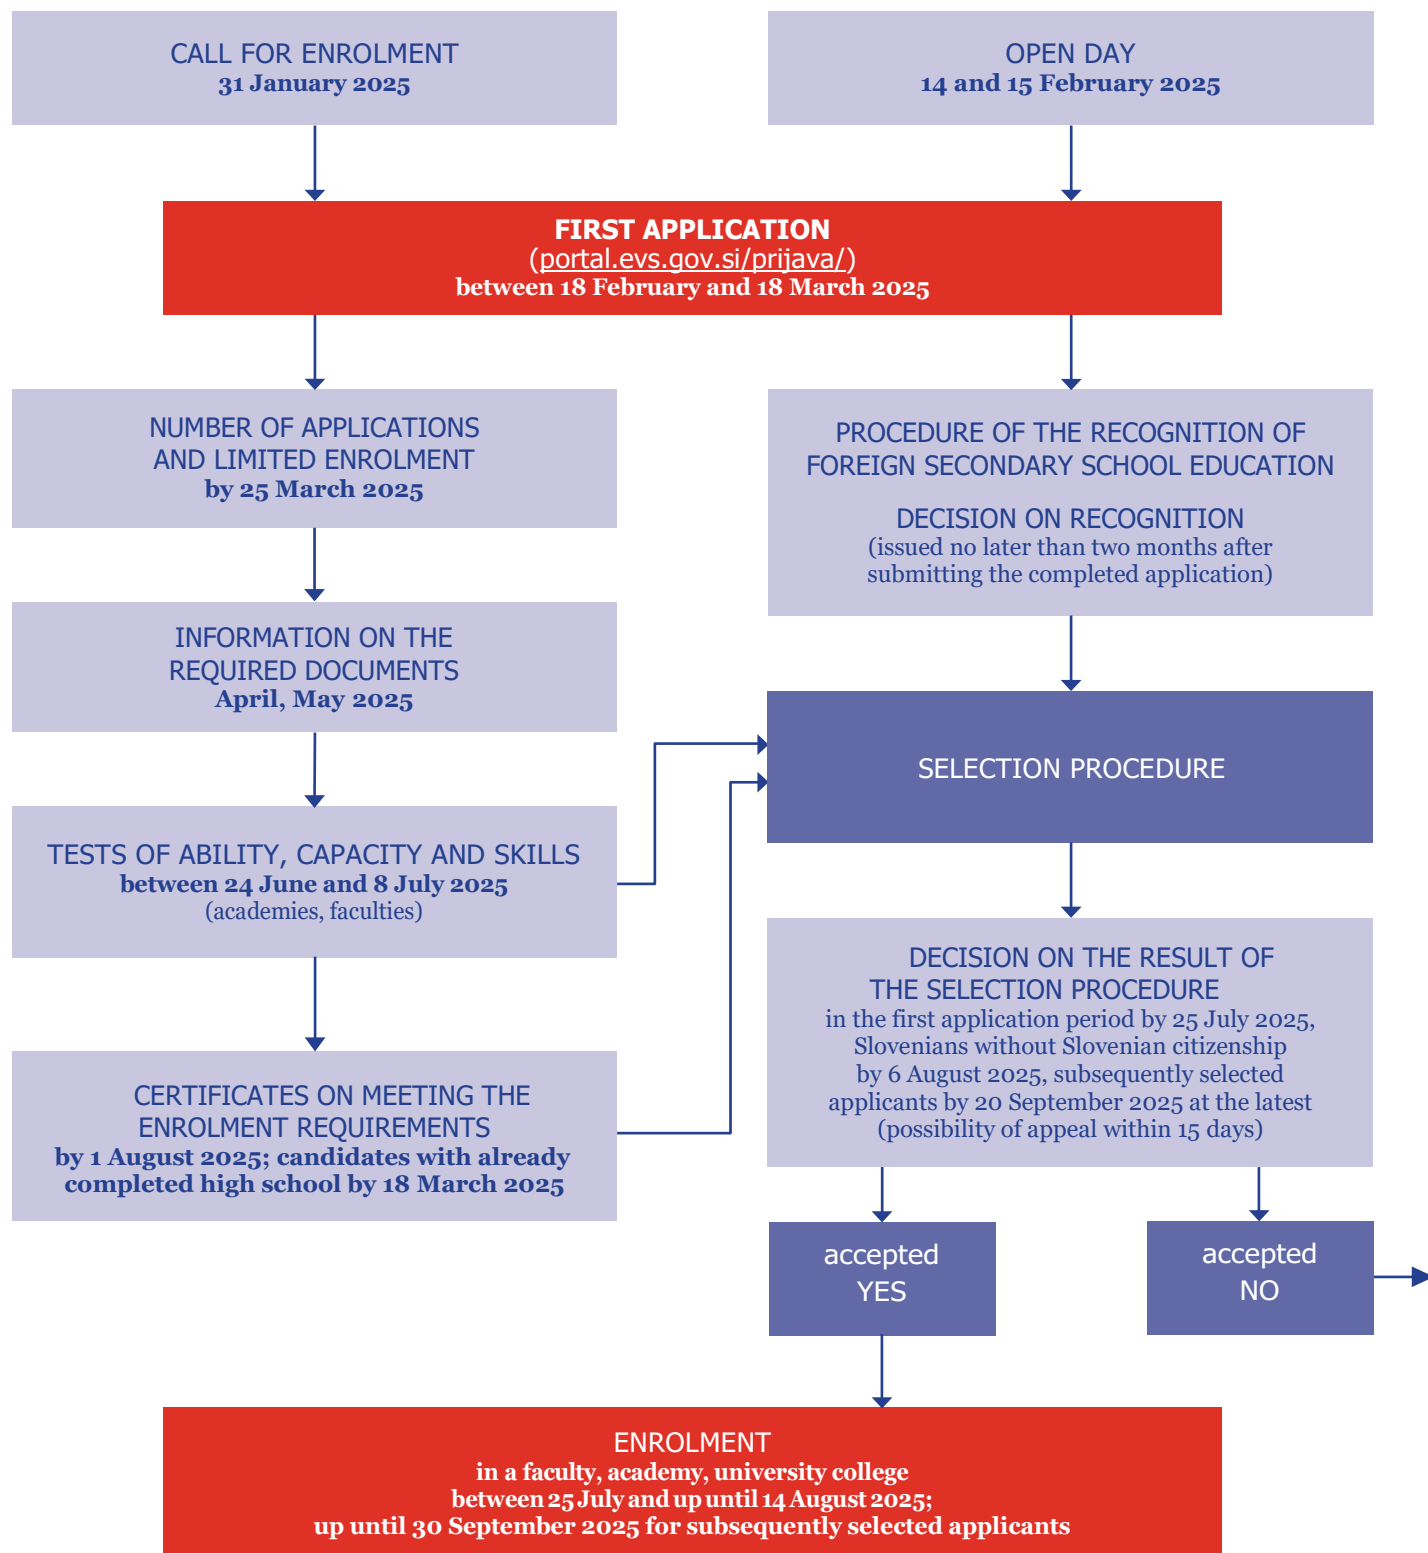 CALL FOR ENROLMENT
31 January 2025
OPEN DAY
14 and 15 February 2025
FIRST APPLICATION
(portal.evs.gov.si/prijava/)
between 18 February and 18 March 2025
NUMBER OF APPLICATIONS
AND LIMITED ENROLMENT
by 25 March 2025
PROCEDURE OF THE RECOGNITION OF
FOREIGN SECONDARY SCHOOL EDUCATION
DECISION ON RECOGNITION
(issued no later than two months after
submitting the completed application)
INFORMATION ON THE
REQUIRED DOCUMENTS
April, May 2025
SELECTION PROCEDURE
TESTS OF ABILITY, CAPACITY AND SKILLS
between 24 June and 8 July 2025
(academies, faculties)
DECISION ON THE RESULT OF
THE SELECTION PROCEDURE
in the first application period by 25 July 2025,
Slovenians without Slovenian citizenship
by 6 August 2025, subsequently selected
applicants by 20 September 2025 at the latest
(possibility of appeal within 15 days)
CERTIFICATES ON MEETING THE
ENROLMENT REQUIREMENTS
by 1 August 2025; candidates with already
completed high school by 18 March 2025
accepted
YES
accepted
NO
ENROLMENT
in a faculty, academy, university college
between 25 July and up until 14 August 2025;
up until 30 September 2025 for subsequently selected applicants